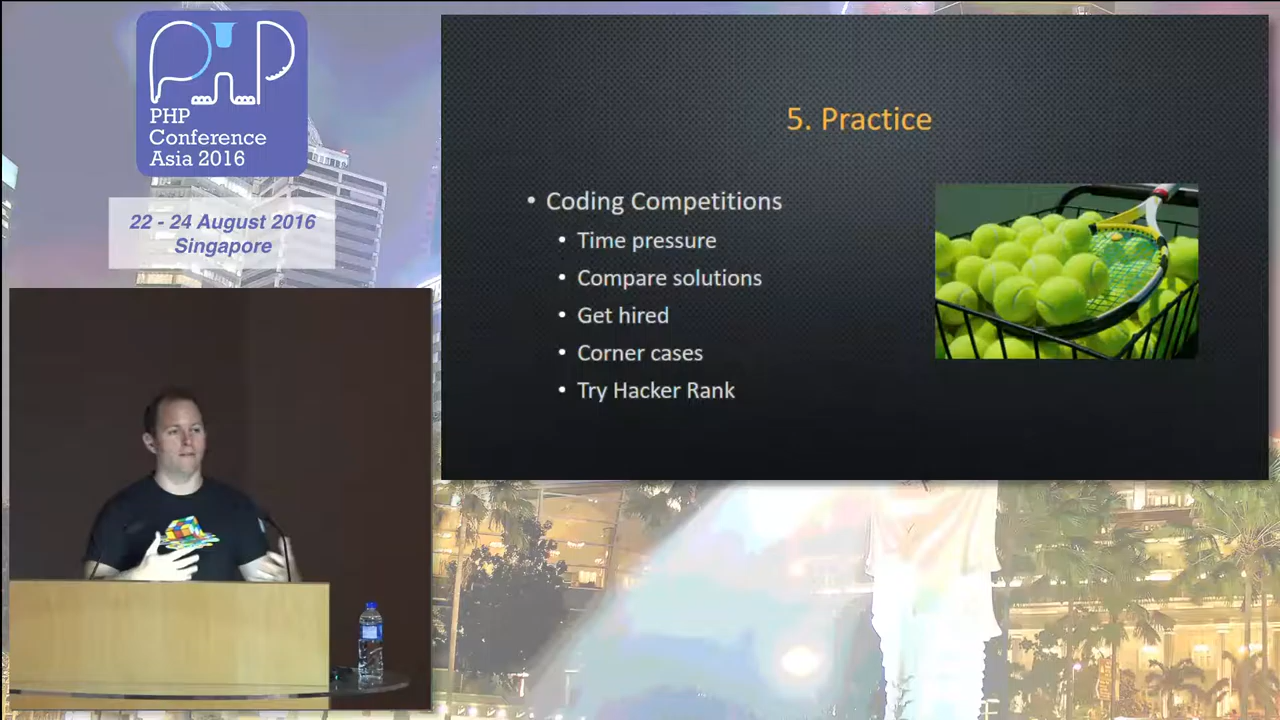 PHP
Conference
Asia 2016
22 - 24 August 2016
Singapore
5. Practice
• Coding Competitions
• Time pressure
• Compare solutions
• Get hired
• Corner cases
• Try Hacker Rank